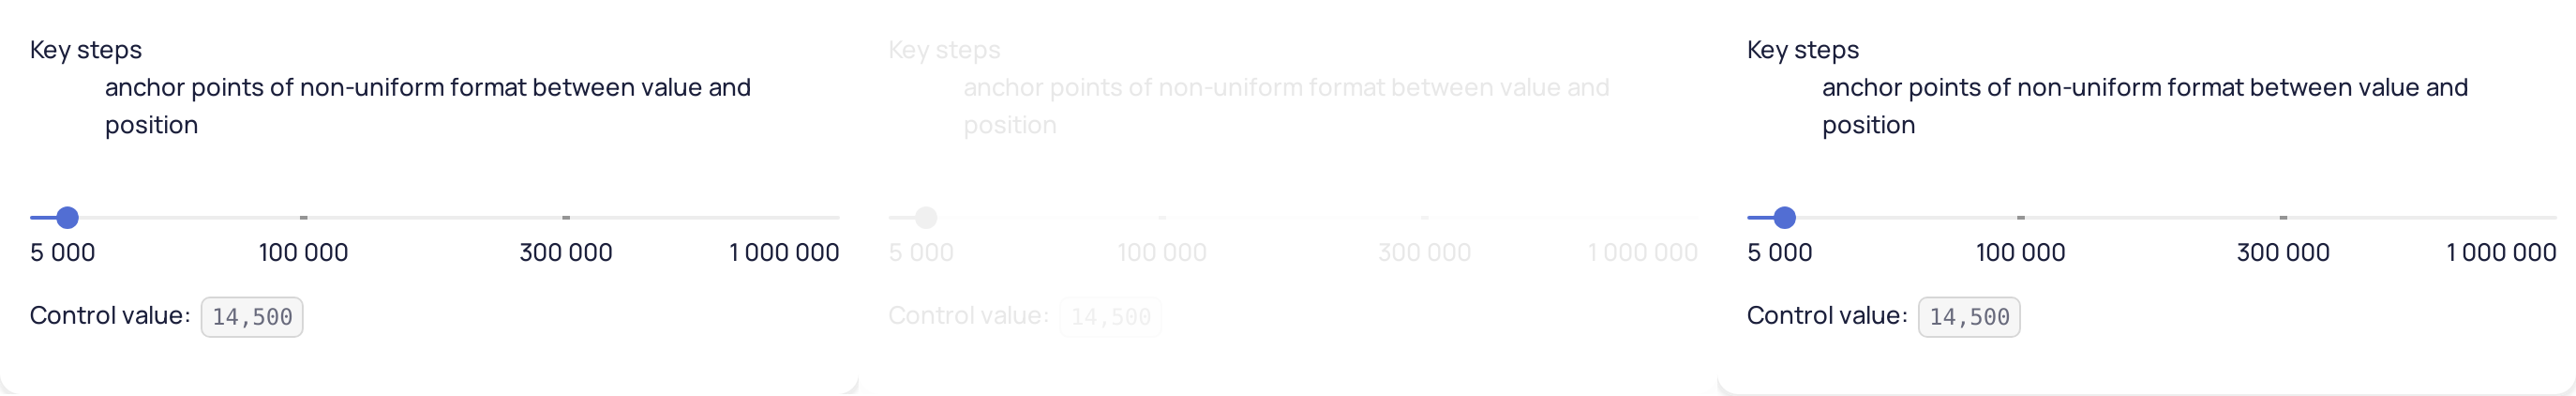 Key steps
anchor points of non-uniform format between value and
position
5 000 100 000 300 000 1 000 000
Control value: 14,500
Key steps
anchor points of non-uniform format between value and
position
5 000 100 000 300 000 1 000 000
Control value: 14,500
Key steps
anchor points of non-uniform format between value and
position
5 000 100 000 300 000 1 000 000
Control value: 14,500